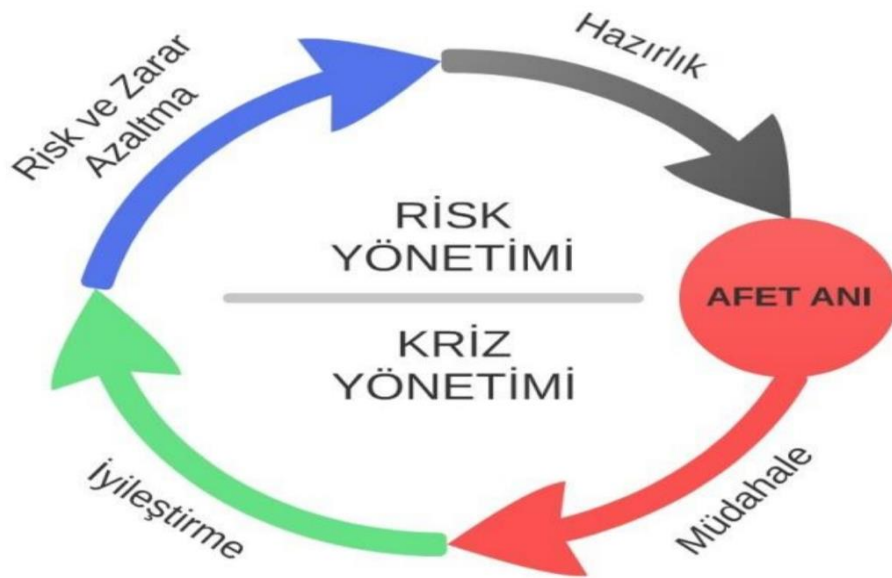 Risk ve Zarar
Azaltma
Hazırlık
RİSK
YÖNETİMİ
AFET ANI
KRİZ
YÖNETİMİ
İyileştirme
Müdahale